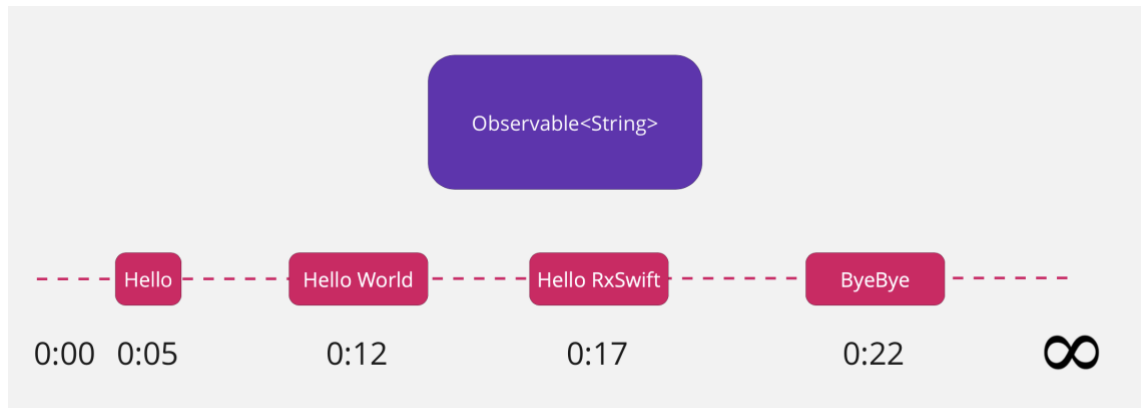 Observable<String>
Hello
Hello World
Hello RxSwift
ByeBye
0:00 0:05 0:12 0:17 0:22 ∞